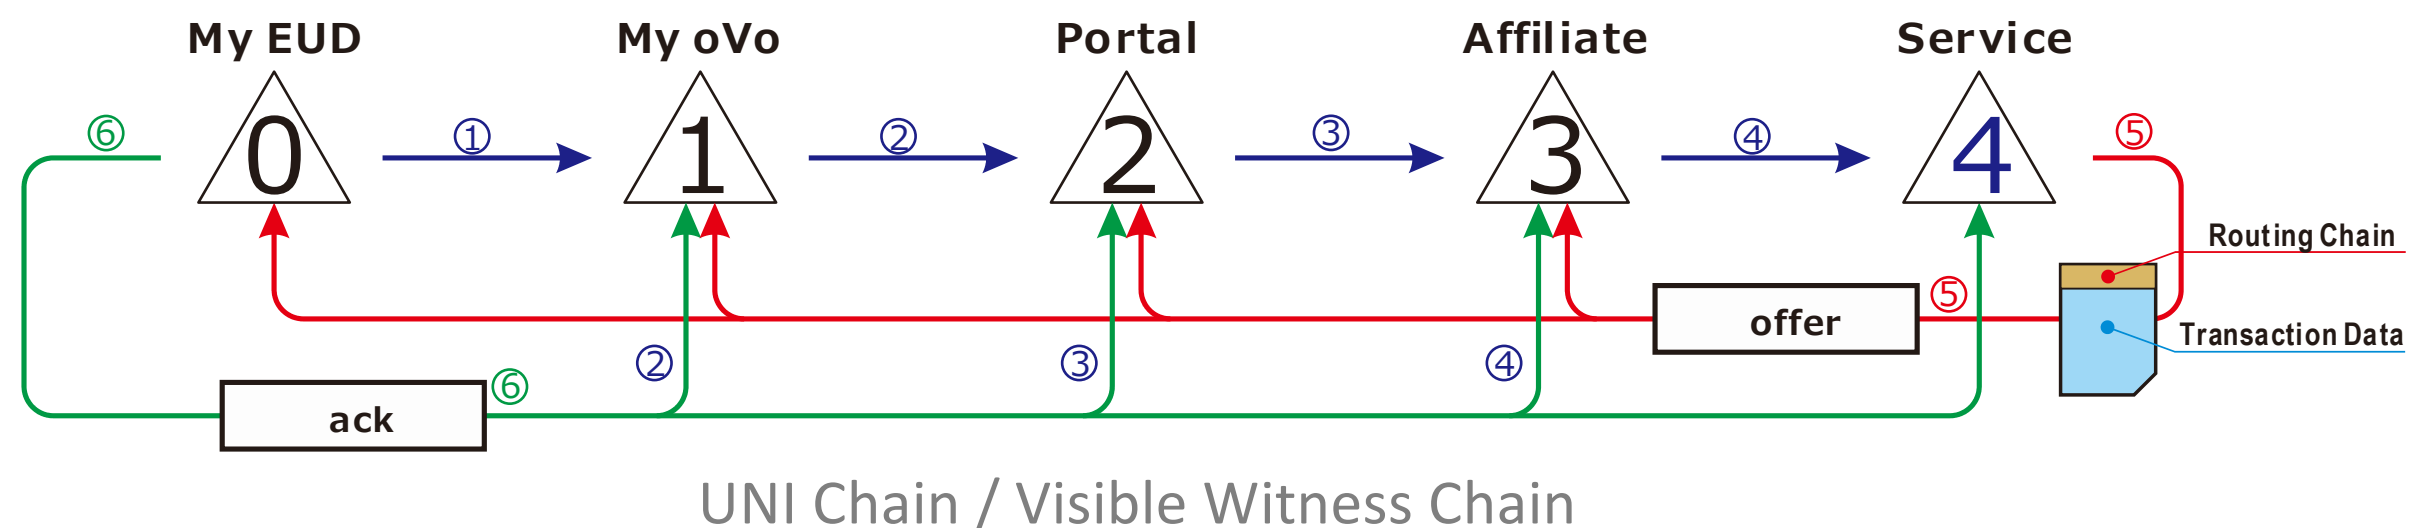 My EUD My oVo Portal Affiliate Service
⑥ ① ② ③ ④ ⑤
0 1 2 3 4
Routing Chain
offer ⑤
Transaction Data
② ③ ④
ack ⑥
UNI Chain / Visible Witness Chain